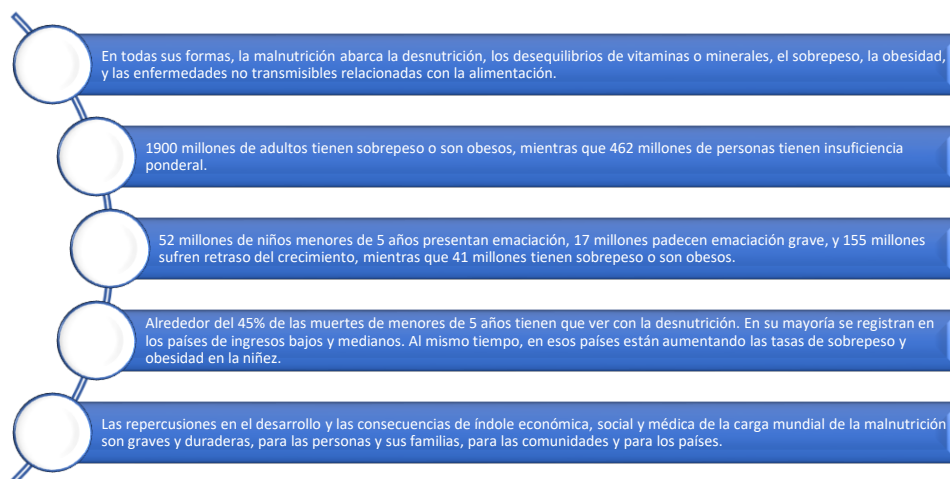 En todas sus formas, la malnutrición abarca la desnutrición, los desequilibrios de vitaminas o minerales, el sobrepeso, la obesidad,
y las enfermedades no transmisibles relacionadas con la alimentación.
1900 millones de adultos tienen sobrepeso o son obesos, mientras que 462 millones de personas tienen insuficiencia
ponderal.
52 millones de niños menores de 5 años presentan emaciación, 17 millones padecen emaciación grave, y 155 millones
sufren retraso del crecimiento, mientras que 41 millones tienen sobrepeso o son obesos.
Alrededor del 45% de las muertes de menores de 5 años tienen que ver con la desnutrición. En su mayoría se registran en
los países de ingresos bajos y medianos. Al mismo tiempo, en esos países están aumentando las tasas de sobrepeso y
obesidad en la niñez.
Las repercusiones en el desarrollo y las consecuencias de índole económica, social y médica de la carga mundial de la malnutrición
son graves y duraderas, para las personas y sus familias, para las comunidades y para los países.